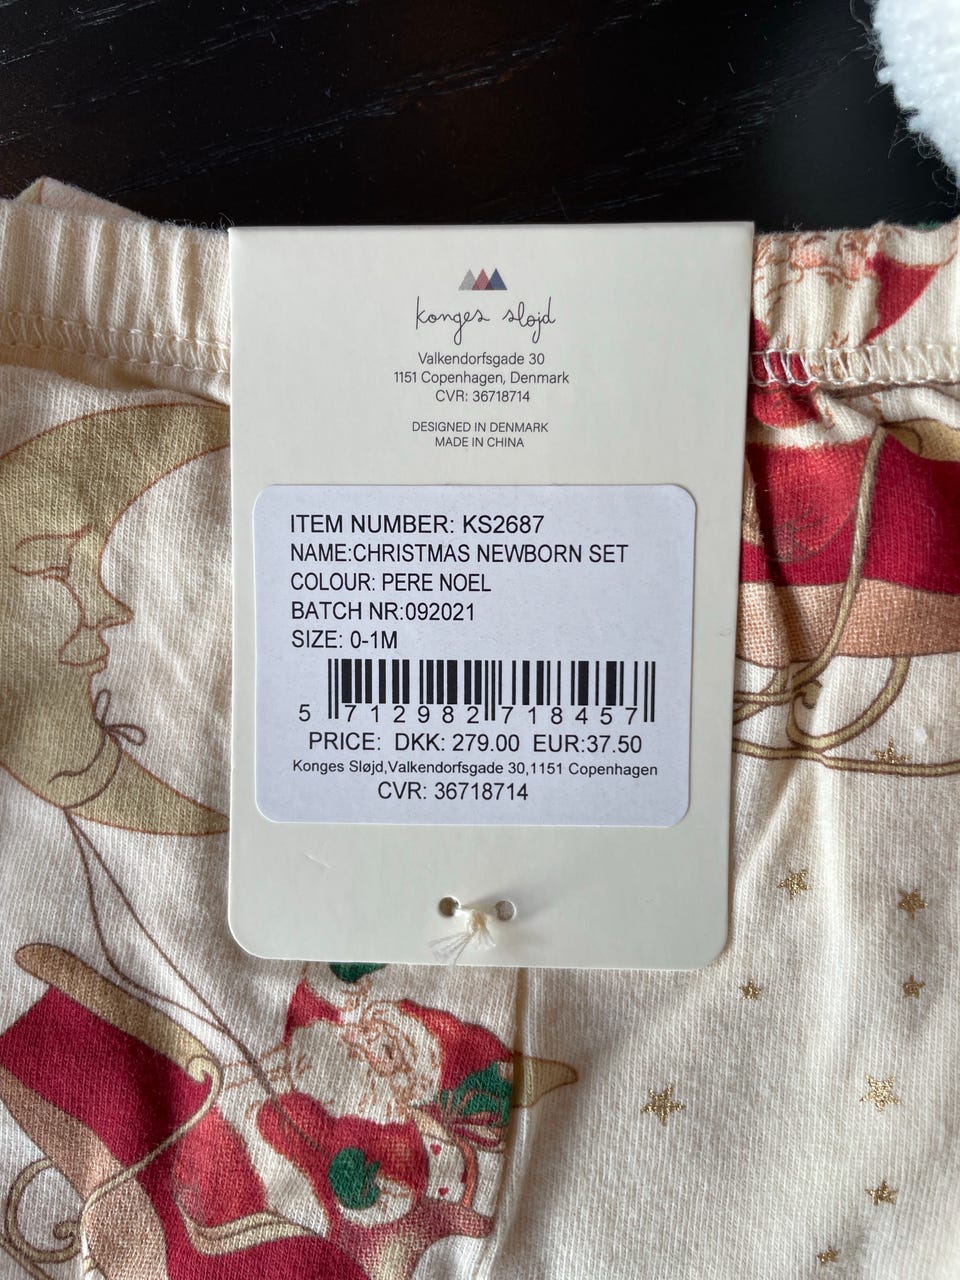 konges sløjd
Valkendorfsgade 30
1151 Copenhagen, Denmark
CVR: 36718714
DESIGNED IN DENMARK
MADE IN CHINA
ITEM NUMBER: KS2687
NAME:CHRISTMAS NEWBORN SET
COLOUR: PERE NOEL
BATCH NR:092021
SIZE: 0-1M
5 712982 718457
PRICE: DKK: 279.00 EUR:37.50
Konges Sløjd,Valkendorfsgade 30,1151 Copenhagen
CVR: 36718714